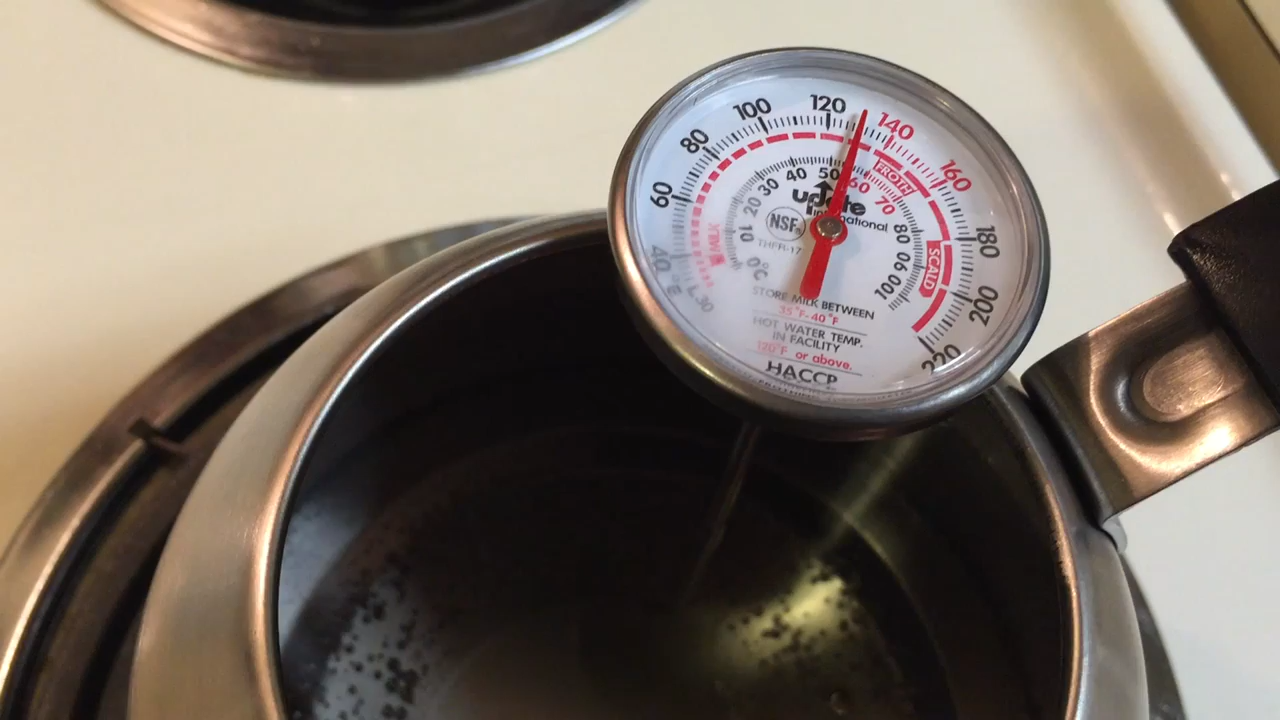 40 60 80 100 120 140 160 180 200 220
FROTH
SCALD
MILK
°C 0 10 20 30 40 50 60 70 80 90 100
update
international
NSF
STORE MILK BETWEEN
35°F-40°F
HOT WATER TEMP.
IN FACILITY
120°F or above.
HACCP